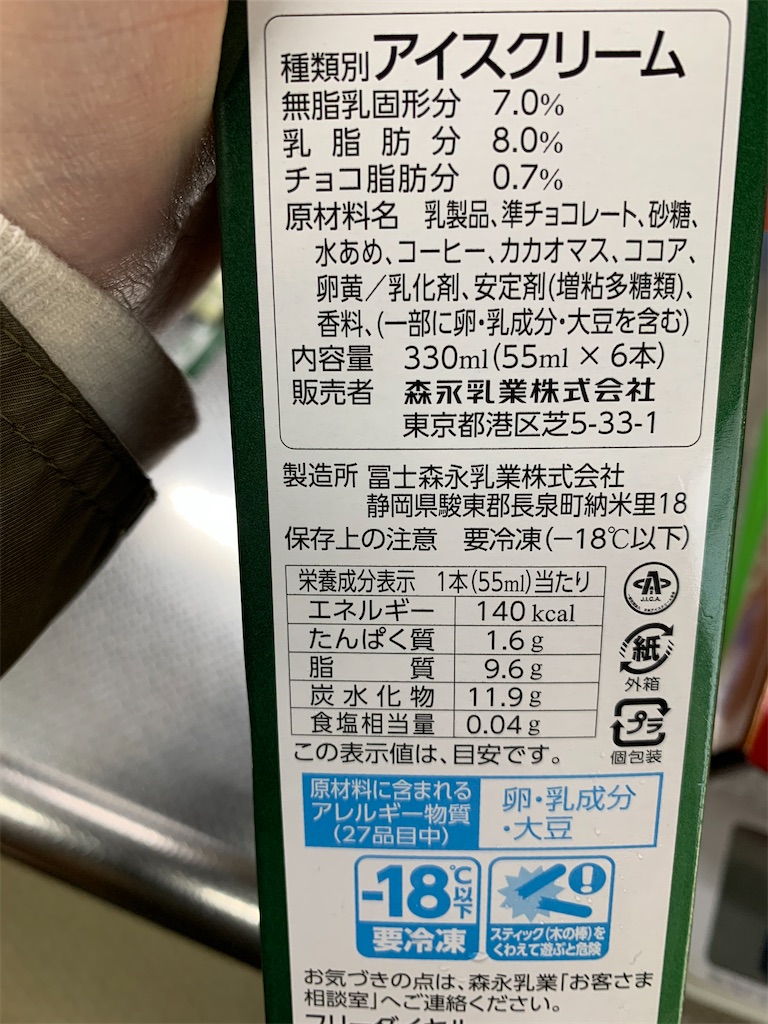 種類別アイスクリーム
無脂乳固形分 7.0%
乳脂肪分 8.0%
チョコ脂肪分 0.7%
原材料名 乳製品、準チョコレート、砂糖、
水あめ、コーヒー、カカオマス、ココア、
卵黄／乳化剤、安定剤(増粘多糖類)、
香料、(一部に卵・乳成分・大豆を含む)
内容量 330ml(55ml × 6本)
販売者 森永乳業株式会社
東京都港区芝5-33-1
製造所 冨士森永乳業株式会社
静岡県駿東郡長泉町納米里18
保存上の注意 要冷凍(−18℃以下)
栄養成分表示 1本(55ml)当たり
エネルギー 140kcal
たんぱく質 1.6g
脂質 9.6g
炭水化物 11.9g
食塩相当量 0.04g
この表示値は、目安です。
A
J.I.C.A.
紙
外箱
プラ
個包装
原材料に含まれる
アレルギー物質
(27品目中)
卵・乳成分
・大豆
-18℃以下
要冷凍
スティック(木の棒)を
くわえて遊ぶと危険
お気づきの点は、森永乳業「お客さま
相談室」へご連絡ください。
フリーダイヤル